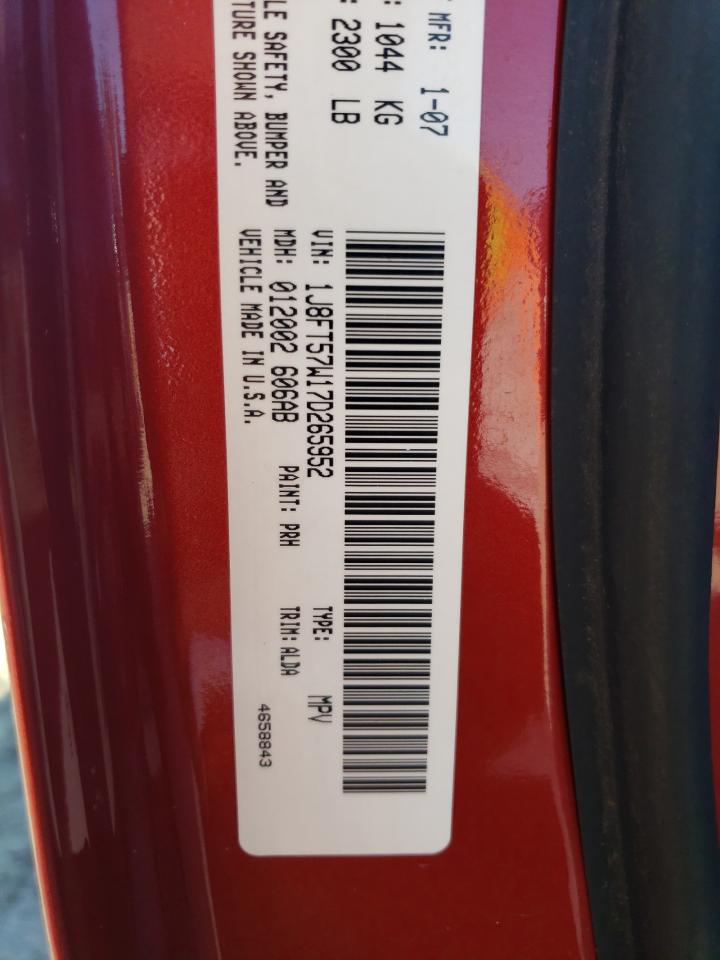 MFR: 1-07
: 1044 KG
: 2300 LB
LE SAFETY, BUMPER AND
TURE SHOWN ABOVE.
VIN: 1J8FT57W17D265952 TYPE: MPV
MDH: 012002 606AB PAINT: PRH TRIM: ALDA
VEHICLE MADE IN U.S.A.
4658843